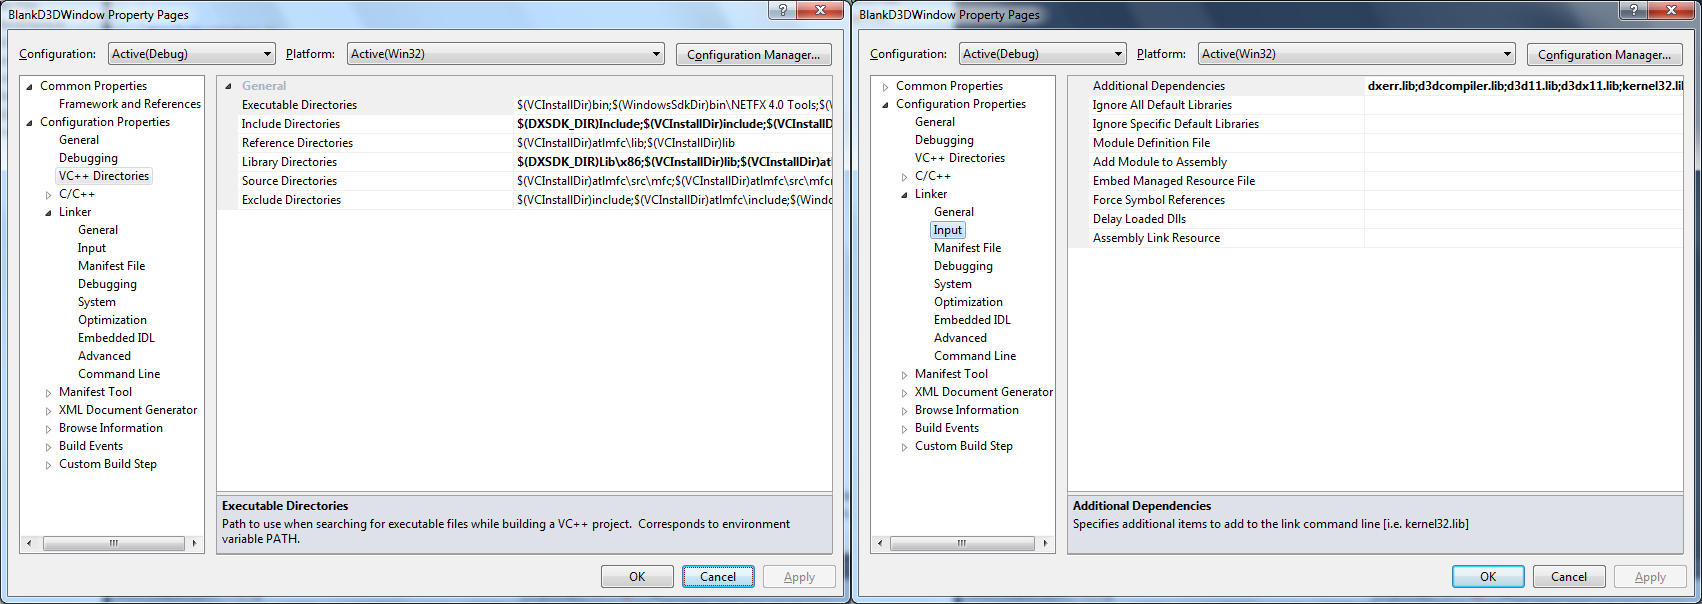 BlankD3DWindow Property Pages
Configuration: Active(Debug) Platform: Active(Win32) Configuration Manager...
Common Properties
Framework and References
Configuration Properties
General
Debugging
VC++ Directories
C/C++
Linker
General
Input
Manifest File
Debugging
System
Optimization
Embedded IDL
Advanced
Command Line
Manifest Tool
XML Document Generator
Browse Information
Build Events
Custom Build Step
General
Executable Directories $(VCInstallDir)bin;$(WindowsSdkDir)bin\NETFX 4.0 Tools;$(
Include Directories $(DXSDK_DIR)Include;$(VCInstallDir)include;$(VCInstallD
Reference Directories $(VCInstallDir)atlmfc\lib;$(VCInstallDir)lib
Library Directories $(DXSDK_DIR)Lib\x86;$(VCInstallDir)lib;$(VCInstallDir)atl
Source Directories $(VCInstallDir)atlmfc\src\mfc;$(VCInstallDir)atlmfc\src\mfcm
Exclude Directories $(VCInstallDir)include;$(VCInstallDir)atlmfc\include;$(Windo
Executable Directories
Path to use when searching for executable files while building a VC++ project. Corresponds to environment
variable PATH.
OK Cancel Apply
BlankD3DWindow Property Pages
Configuration: Active(Debug) Platform: Active(Win32) Configuration Manager...
Common Properties
Configuration Properties
General
Debugging
VC++ Directories
C/C++
Linker
General
Input
Manifest File
Debugging
System
Optimization
Embedded IDL
Advanced
Command Line
Manifest Tool
XML Document Generator
Browse Information
Build Events
Custom Build Step
Additional Dependencies dxerr.lib;d3dcompiler.lib;d3d11.lib;d3dx11.lib;kernel32.li
Ignore All Default Libraries
Ignore Specific Default Libraries
Module Definition File
Add Module to Assembly
Embed Managed Resource File
Force Symbol References
Delay Loaded Dlls
Assembly Link Resource
Additional Dependencies
Specifies additional items to add to the link command line [i.e. kernel32.lib]
OK Cancel Apply